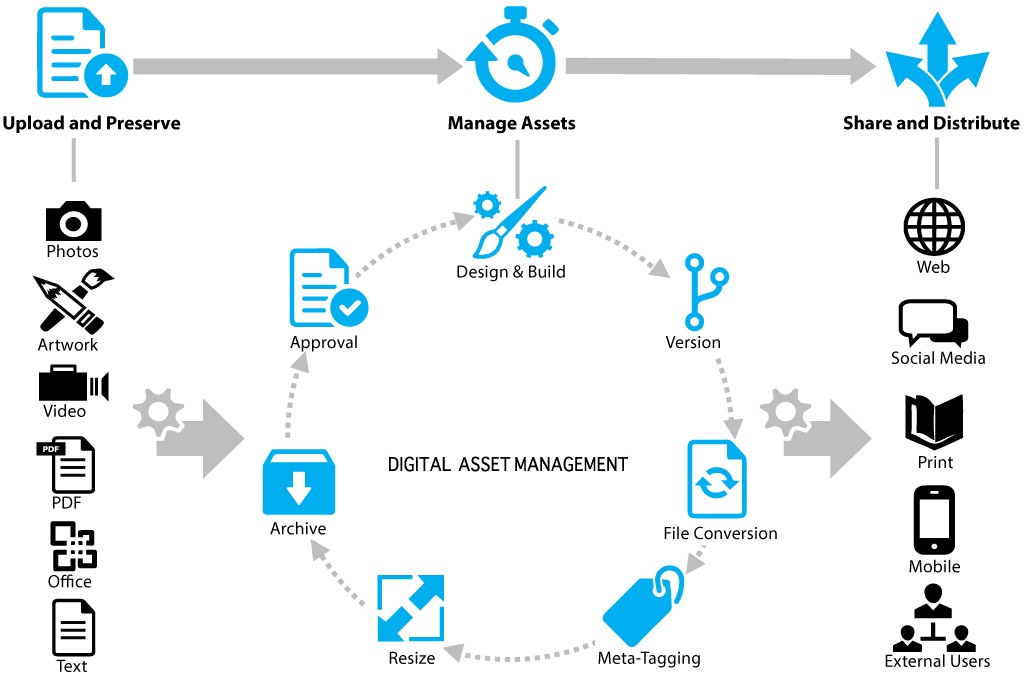 Upload and Preserve
Manage Assets
Share and Distribute
Photos
Artwork
Video
PDF
PDF
Office
Text
Design & Build
Version
File Conversion
Meta-Tagging
Resize
Archive
Approval
DIGITAL ASSET MANAGEMENT
Web
Social Media
Print
Mobile
External Users